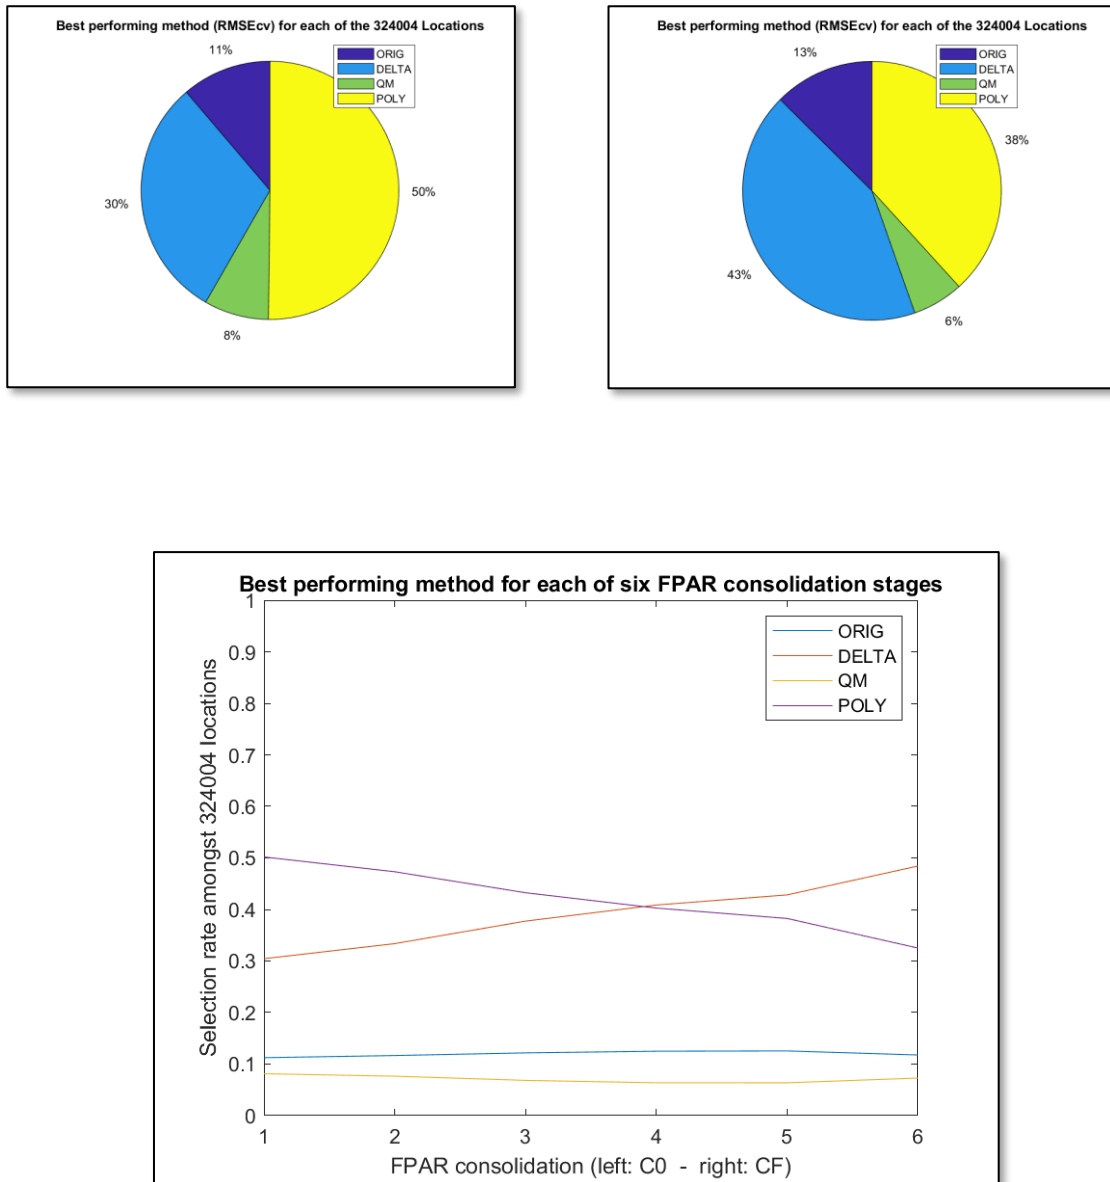 Best performing method (RMSEcv) for each of the 324004 Locations
11%
ORIG
DELTA
QM
POLY
30%
50%
8%
Best performing method (RMSEcv) for each of the 324004 Locations
13%
ORIG
DELTA
QM
POLY
38%
43%
6%
Best performing method for each of six FPAR consolidation stages
1
0.9
0.8
0.7
0.6
0.5
0.4
0.3
0.2
0.1
0
Selection rate amongst 324004 locations
ORIG
DELTA
QM
POLY
1 2 3 4 5 6
FPAR consolidation (left: C0 - right: CF)